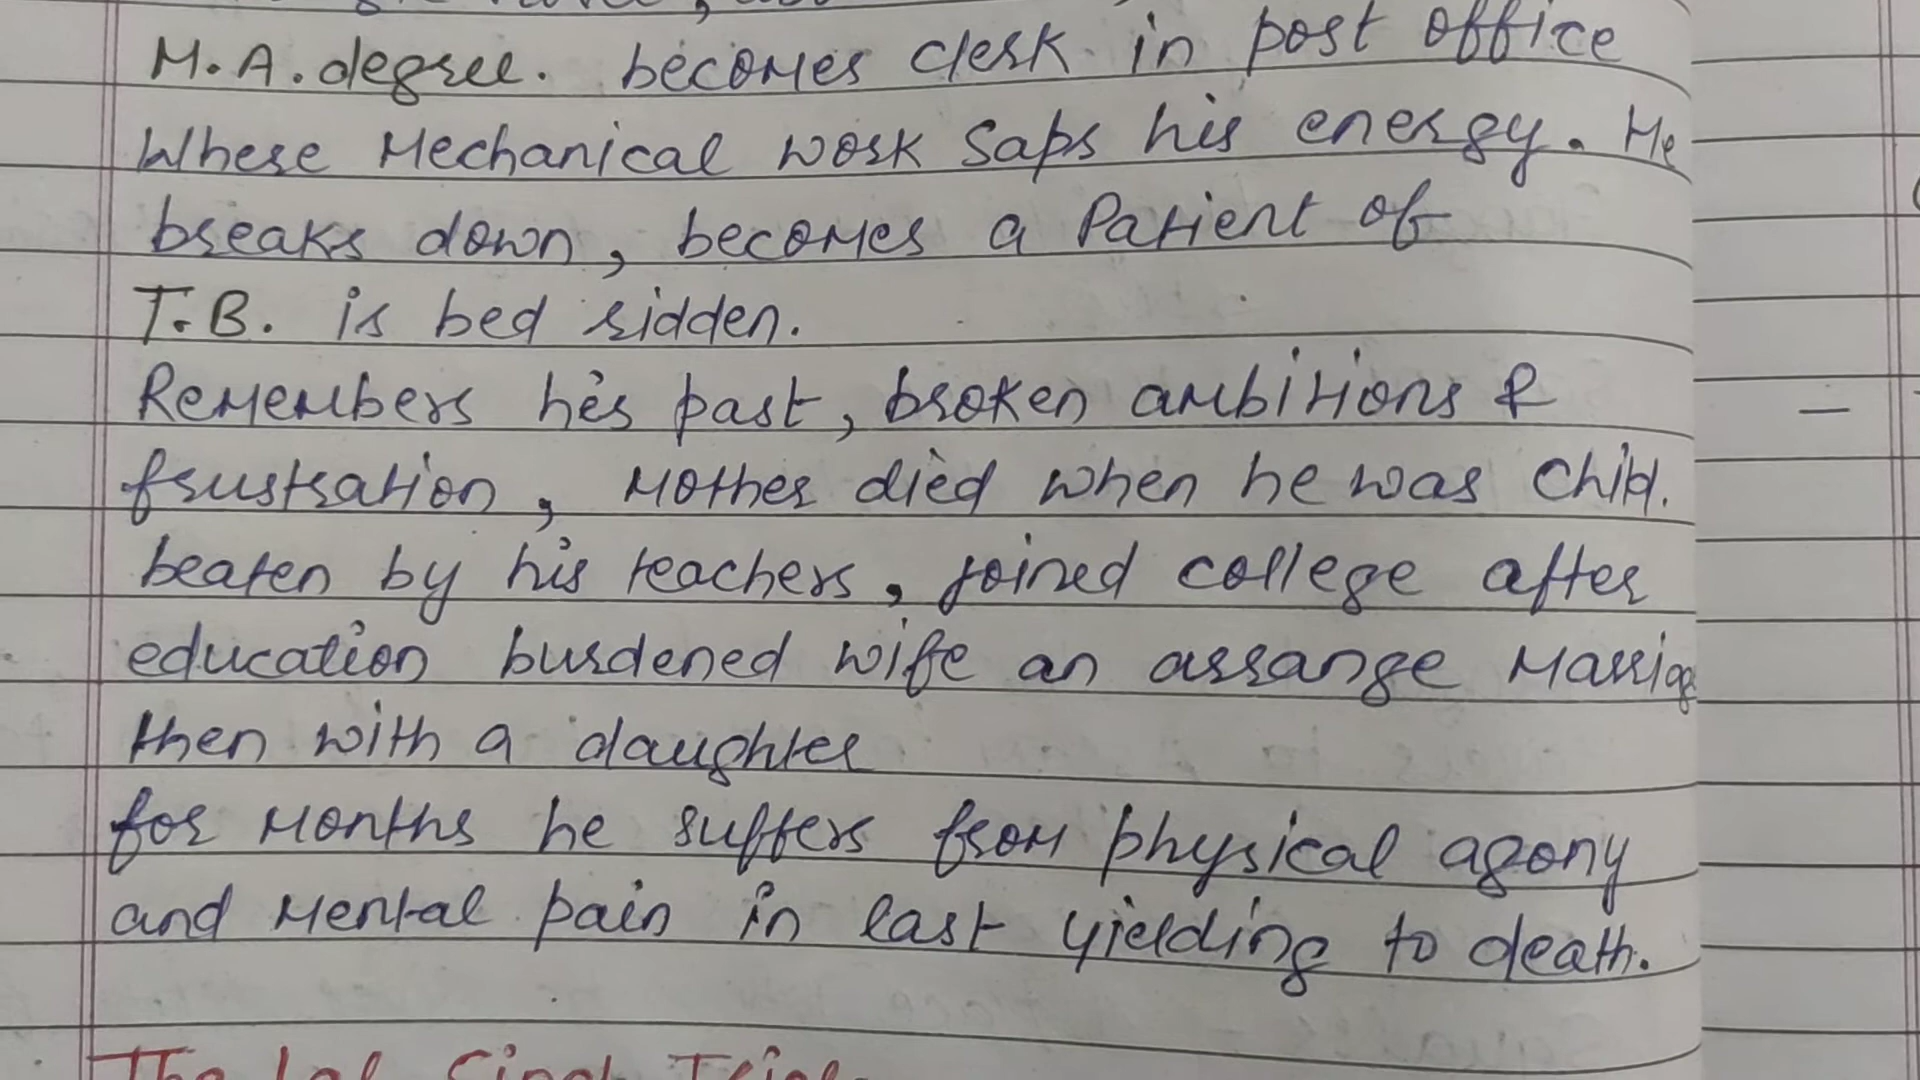 M.A. degree. becomes clerk in post office
Where Mechanical work Saps his energy. He
breaks down, becomes a Patient of
T.B. is bed ridden.
Remembers his past, broken ambitions &
frustration, Mother died when he was Child.
beaten by his teachers, joined college after
education burdened wife an arrange Marriage
then with a daughter
for Months he suffers from physical agony
and Mental pain in last yielding to death.
The Lal Singh